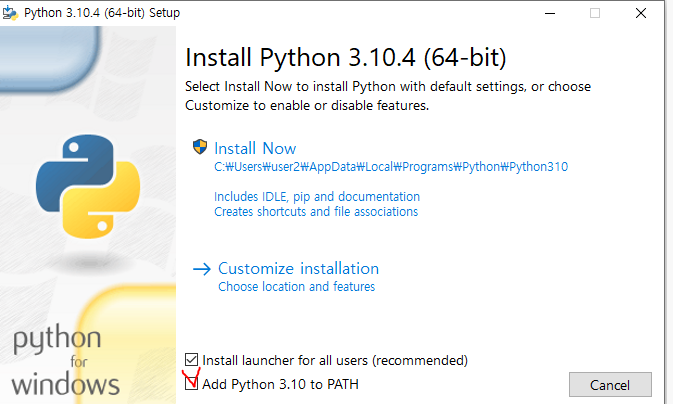 Python 3.10.4 (64-bit) Setup
Install Python 3.10.4 (64-bit)
Select Install Now to install Python with default settings, or choose
Customize to enable or disable features.
Install Now
C:₩Users₩user2₩AppData₩Local₩Programs₩Python₩Python310
Includes IDLE, pip and documentation
Creates shortcuts and file associations
Customize installation
Choose location and features
python
for
windows
Install launcher for all users (recommended)
Add Python 3.10 to PATH
Cancel